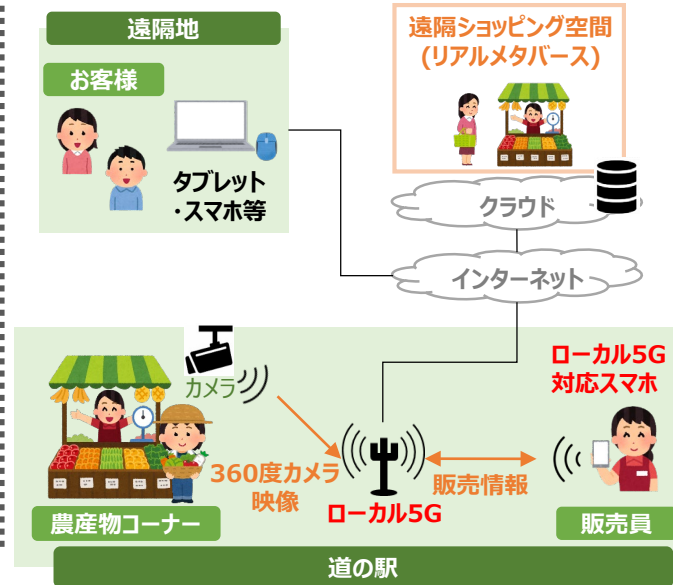 遠隔地
お客様
タブレット
・スマホ等
遠隔ショッピング空間
(リアルメタバース)
クラウド
インターネット
カメラ
ローカル5G
対応スマホ
360度カメラ
映像
ローカル5G
販売情報
農産物コーナー
販売員
道の駅